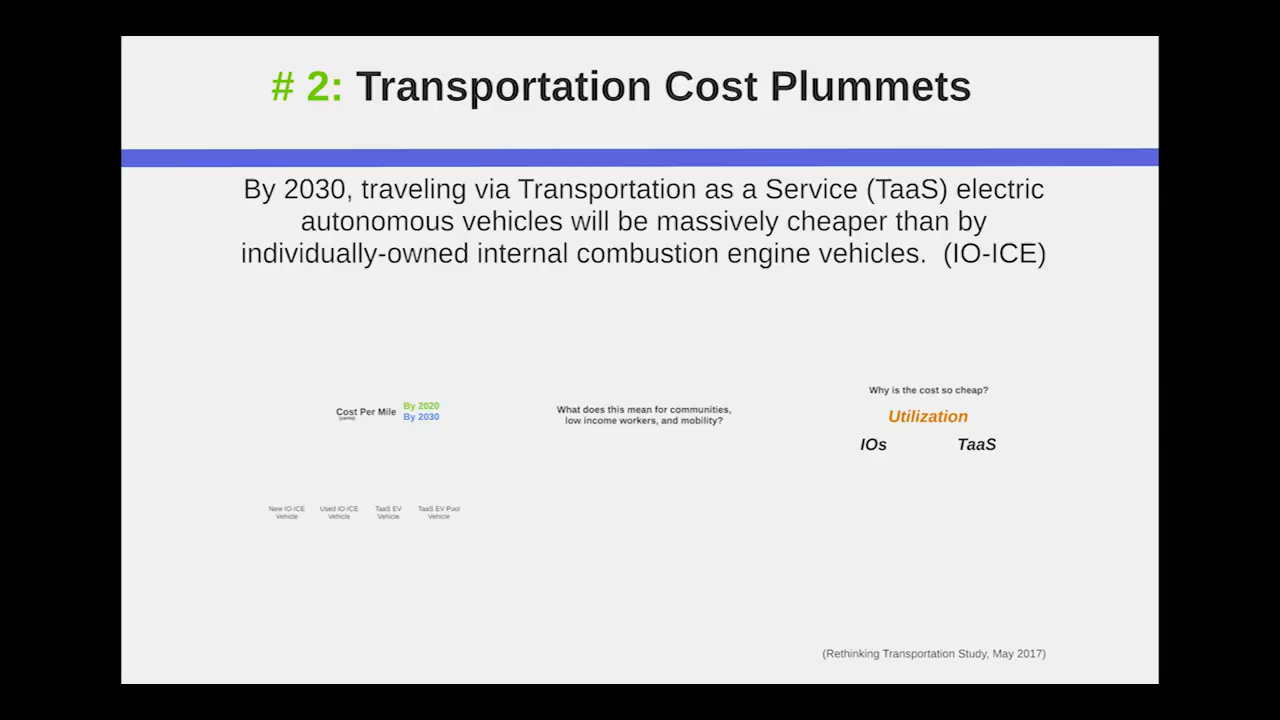 # 2: Transportation Cost Plummets
By 2030, traveling via Transportation as a Service (TaaS) electric
autonomous vehicles will be massively cheaper than by
individually-owned internal combustion engine vehicles.  (IO-ICE)
Cost Per Mile
(cents)
By 2020
By 2030
New IO-ICE
Vehicle
Used IO-ICE
Vehicle
TaaS EV
Vehicle
TaaS EV Pool
Vehicle
What does this mean for communities,
low income workers, and mobility?
Why is the cost so cheap?
Utilization
IOs TaaS
(Rethinking Transportation Study, May 2017)